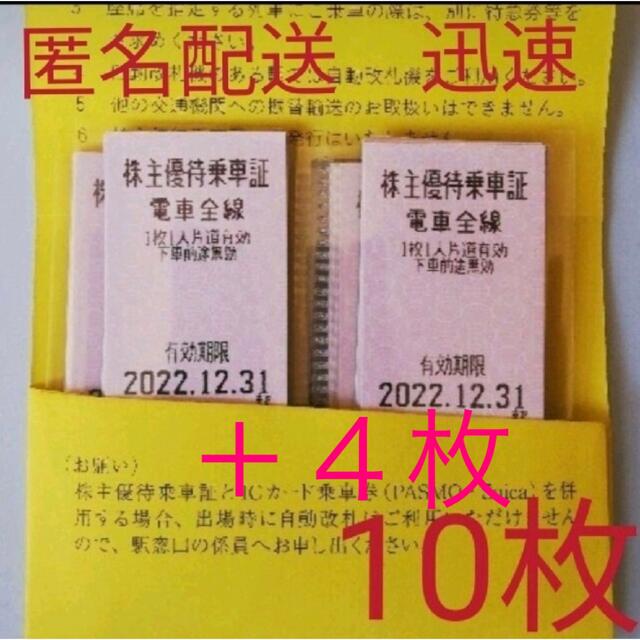 匿名配送 迅速
5 他の交通機関への振替輸送のお取扱いはできません。
6
株主優待乗車証
電車全線
1枚1人片道有効
下車前途無効
有効期限
2022.12.31
株主優待乗車証
電車全線
1枚1人片道有効
下車前途無効
有効期限
2022.12.31
+4枚
(お願い)
株主優待乗車証とICカード乗車券(PASMO・Suica)を併
用する場合、出場時に自動改札はご利用いただけません
ので、駅窓口の係員へお申し出ください。
10枚